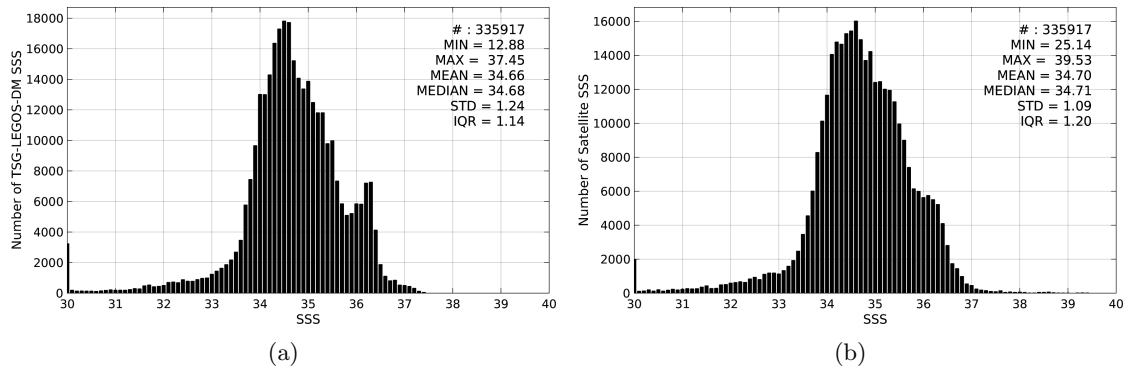 18000
16000
14000
12000
10000
8000
6000
4000
2000
0
Number of TSG-LEGOS-DM SSS
# : 335917
MIN = 12.88
MAX =  37.45
MEAN = 34.66
MEDIAN = 34.68
STD = 1.24
IQR = 1.14
30 31 32 33 34 35 36 37 38 39 40
SSS
(a)
16000
14000
12000
10000
8000
6000
4000
2000
0
Number of Satellite SSS
# : 335917
MIN = 25.14
MAX =  39.53
MEAN = 34.70
MEDIAN = 34.71
STD = 1.09
IQR = 1.20
30 31 32 33 34 35 36 37 38 39 40
SSS
(b)